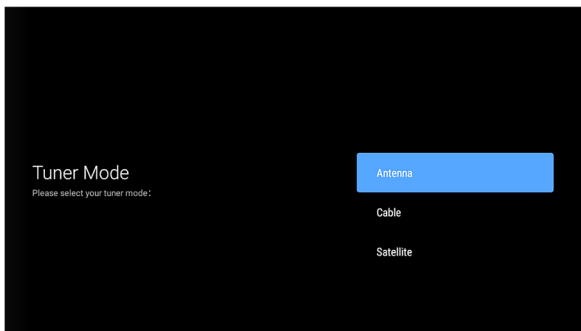 Tuner Mode
Please select your tuner mode:
Antenna
Cable
Satellite